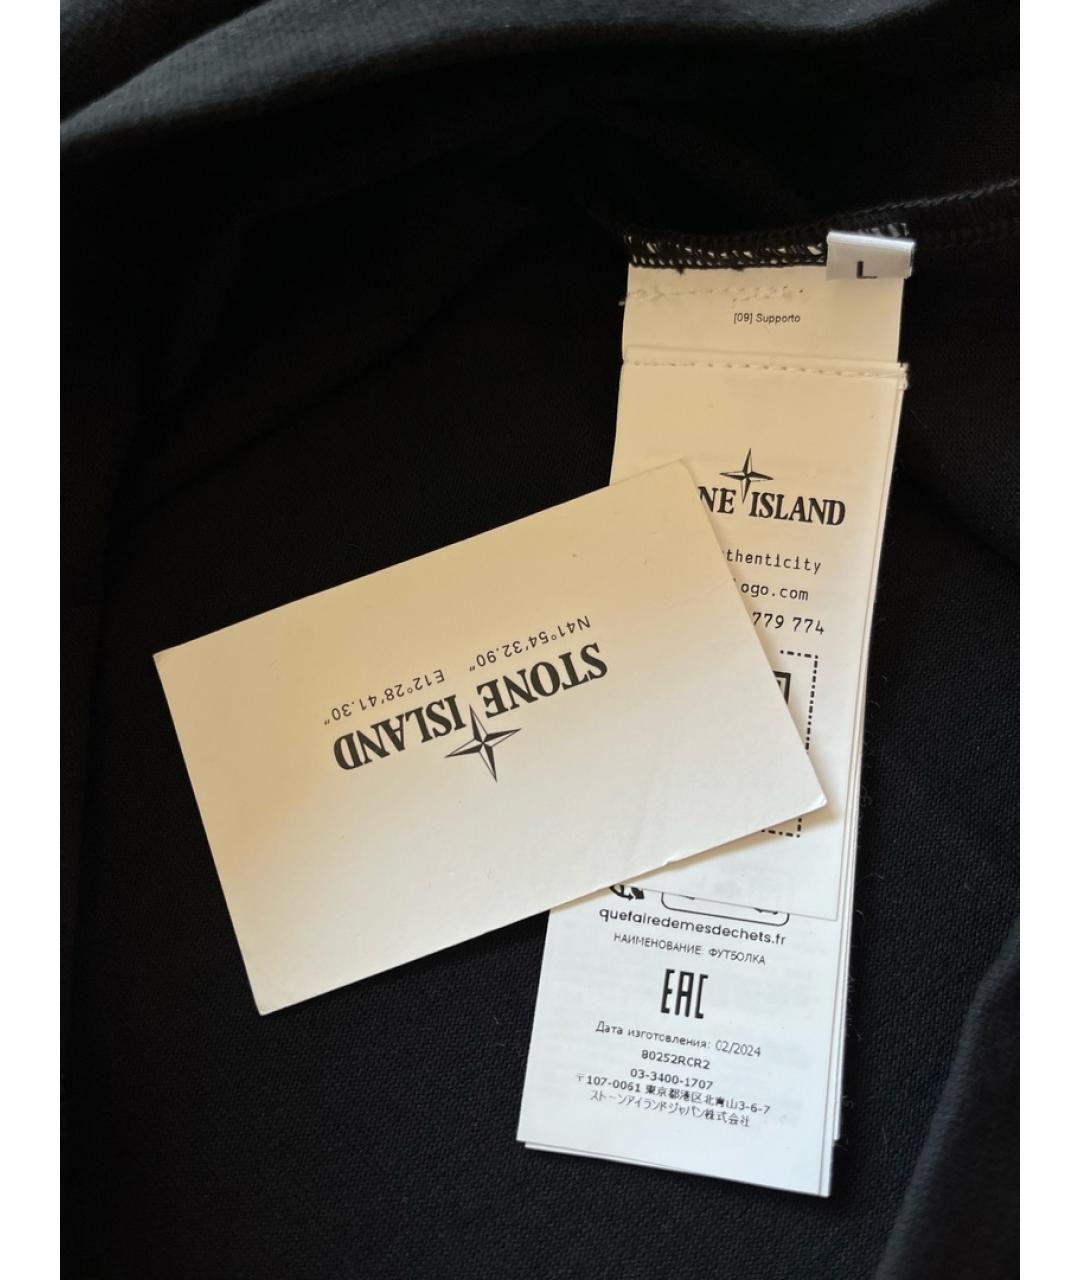 L
[09] Supporto
NE ISLAND
thenticity
ogo.com
779 774
STONE ISLAND
N41°54'32.90" E12°28'41.30"
quefairedemesdechets.fr
НАИМЕНОВАНИЕ: ФУТБОЛКА
EAC
Дата изготовления: 02/2024
80252RCR2
03-3400-1707
〒107-0061 東京都港区北青山3-6-7
ストーンアイランドジャパン株式会社